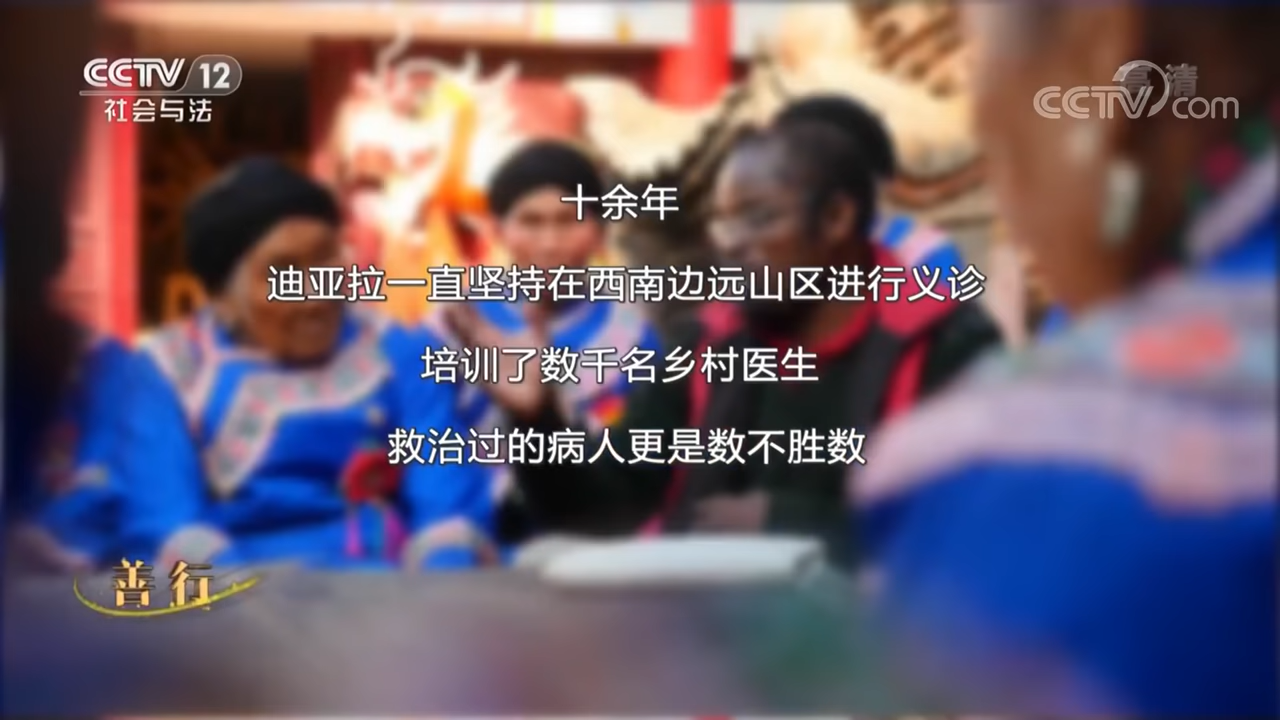 CCTV 12
社会与法
高清
CCTV.com
十余年
迪亚拉一直坚持在西南边远山区进行义诊
培训了数千名乡村医生
救治过的病人更是数不胜数
善行